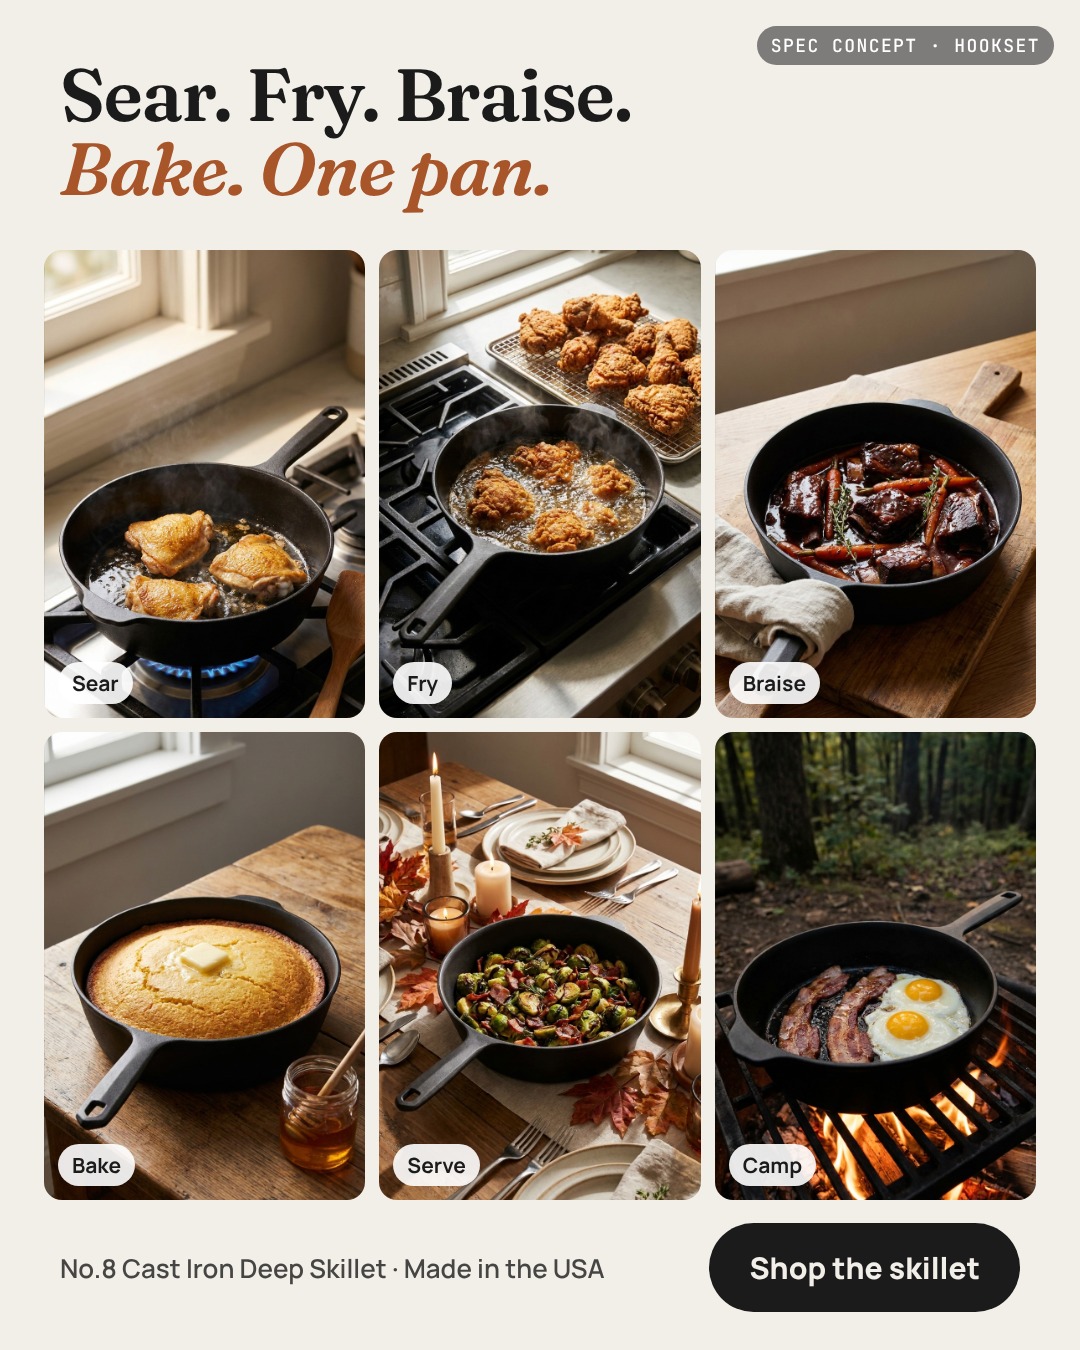 SPEC CONCEPT · HOOKSET
Sear. Fry. Braise.
Bake. One pan.
Sear
Fry
Braise
Bake
Serve
Camp
No.8 Cast Iron Deep Skillet · Made in the USA
Shop the skillet